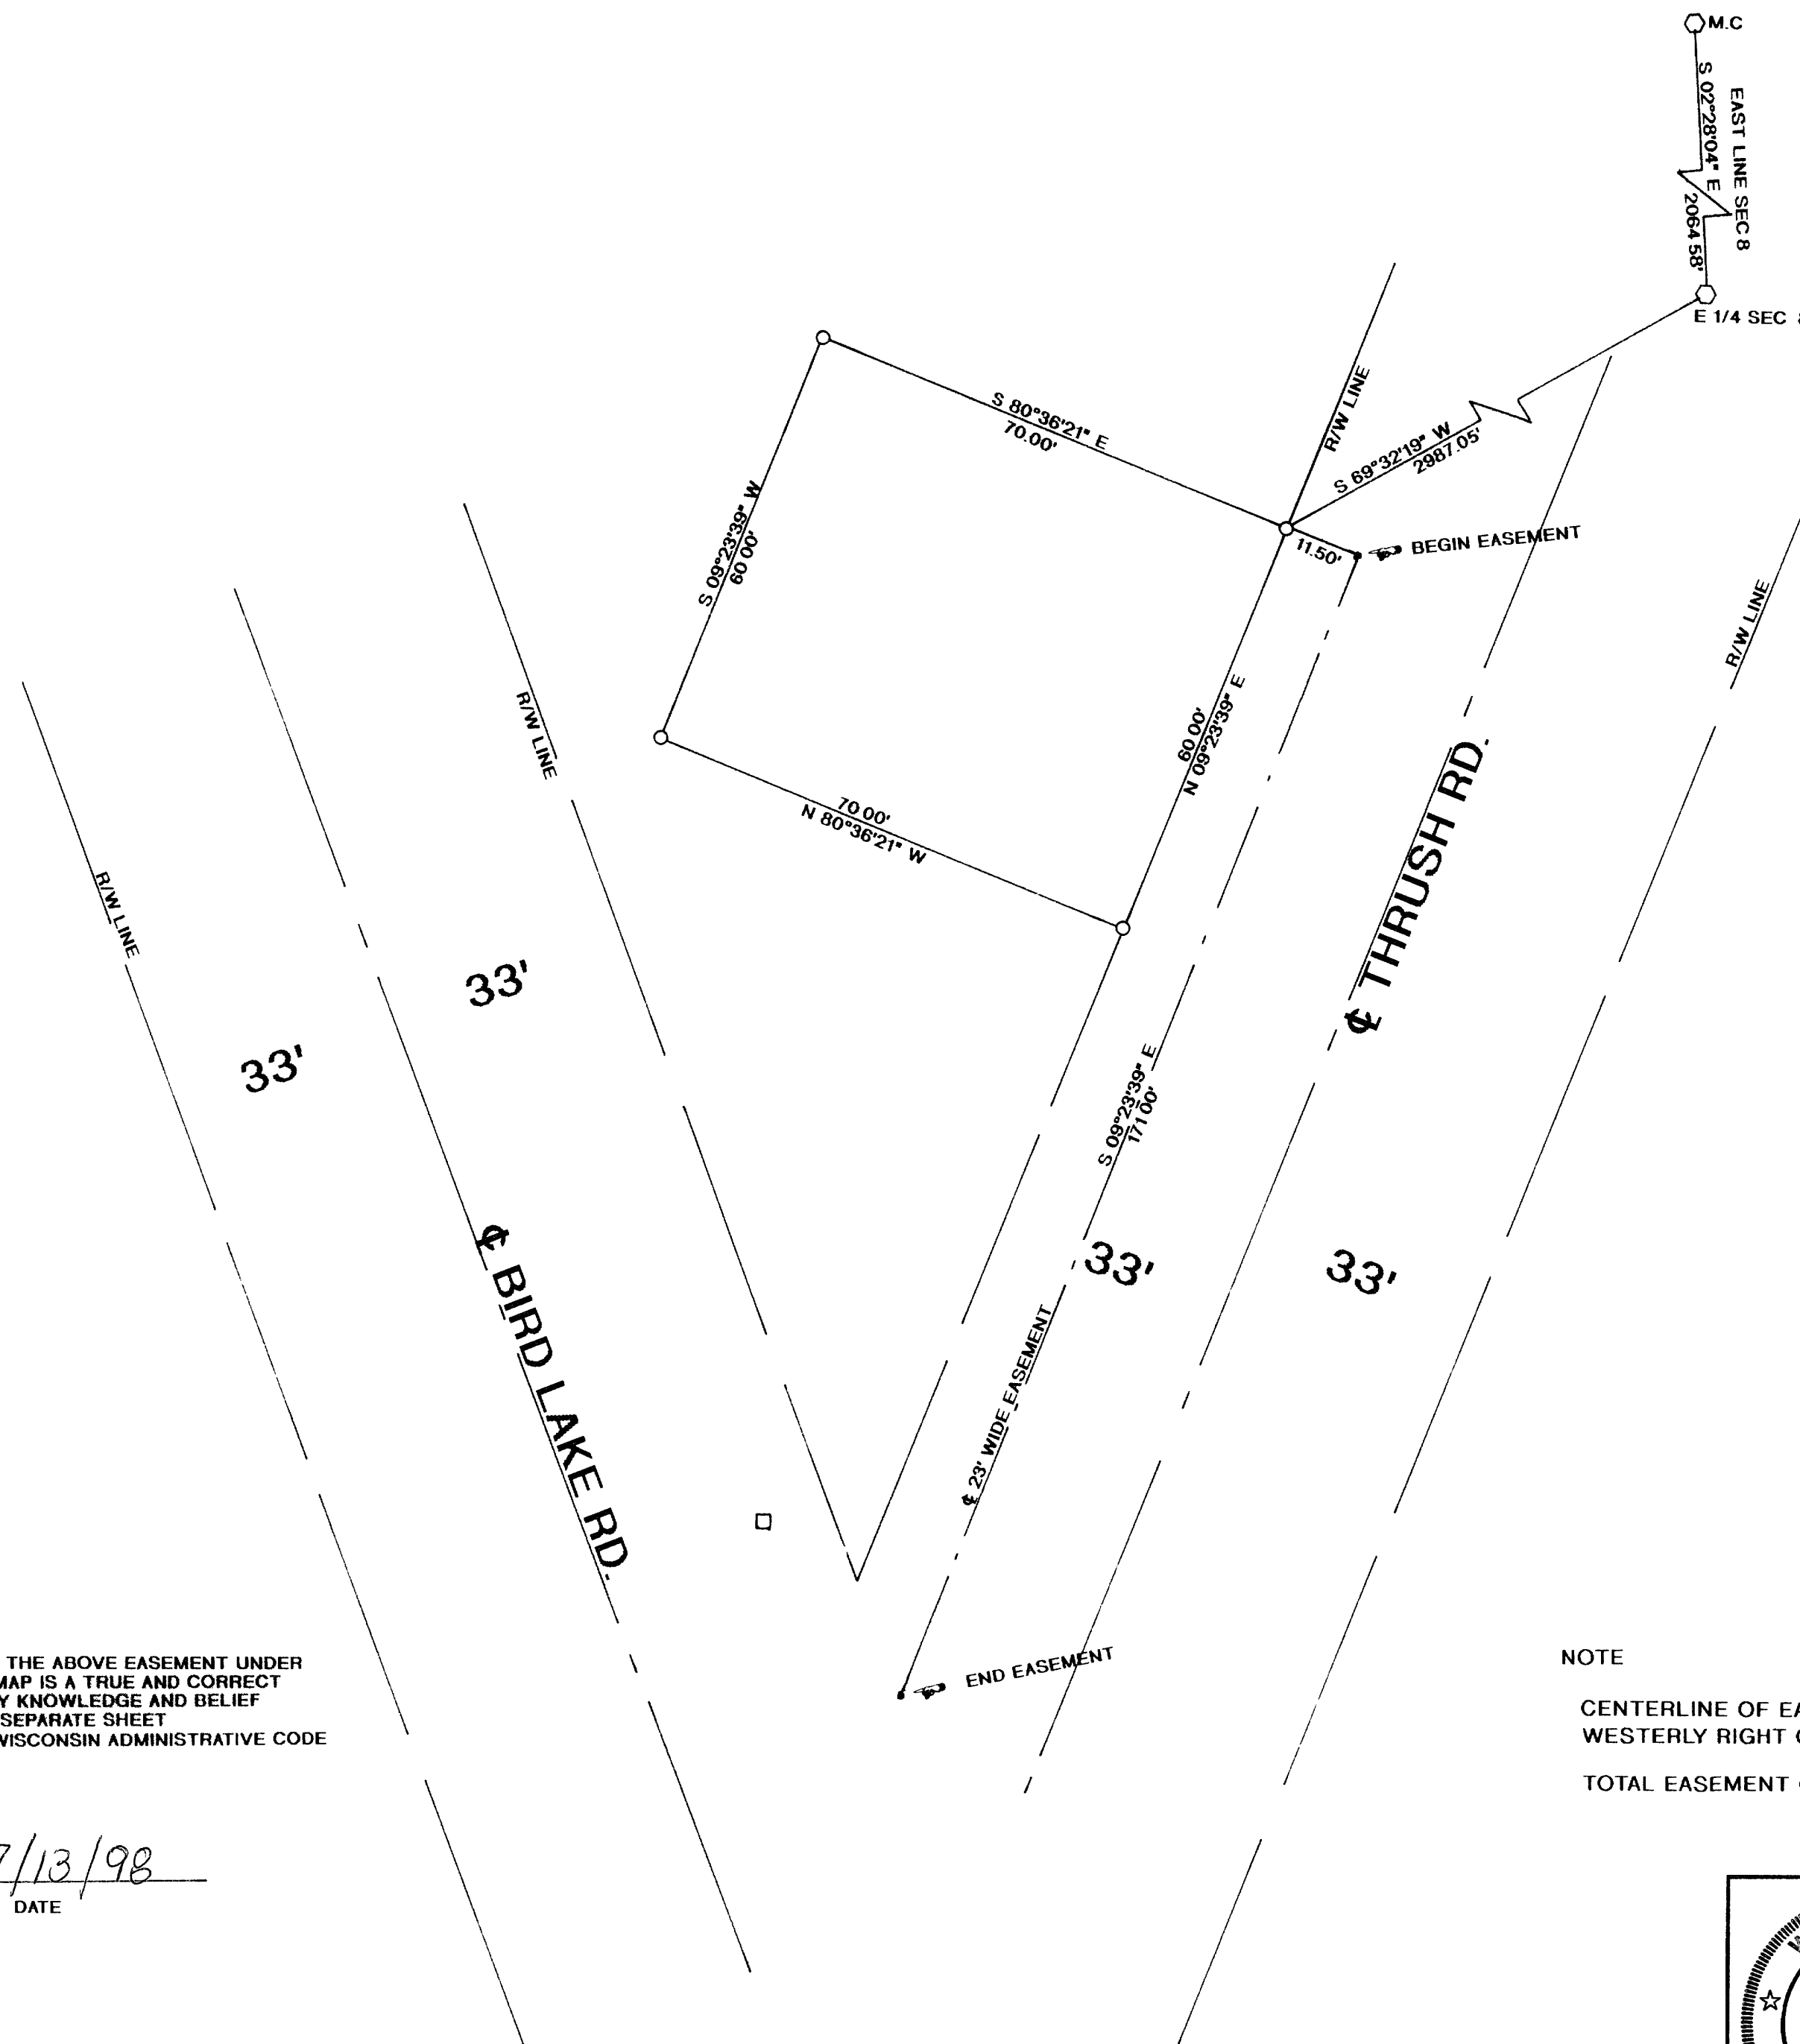 M.C
S 02°28'04" E 2064 58'
EAST LINE SEC 8
E 1/4 SEC
S 80°36'21" E
70.00'
R/W LINE
S 69°32'19" W
2987.05'
11.50'
BEGIN EASEMENT
S 09°23'39" W
60 00'
R/W LINE
R/W LINE
60 00'
N 09°23'39" E
70 00'
N 80°36'21" W
R/W LINE
℄ THRUSH RD.
33'
33'
S 09°23'39" E
171 00'
33'
33'
℄ BIRD LAKE RD.
℄ 23' WIDE EASEMENT
END EASEMENT
THE ABOVE EASEMENT UNDER
MAP IS A TRUE AND CORRECT
Y KNOWLEDGE AND BELIEF
SEPARATE SHEET
WISCONSIN ADMINISTRATIVE CODE
7/13/98
DATE
NOTE
CENTERLINE OF EA
WESTERLY RIGHT
TOTAL EASEMENT